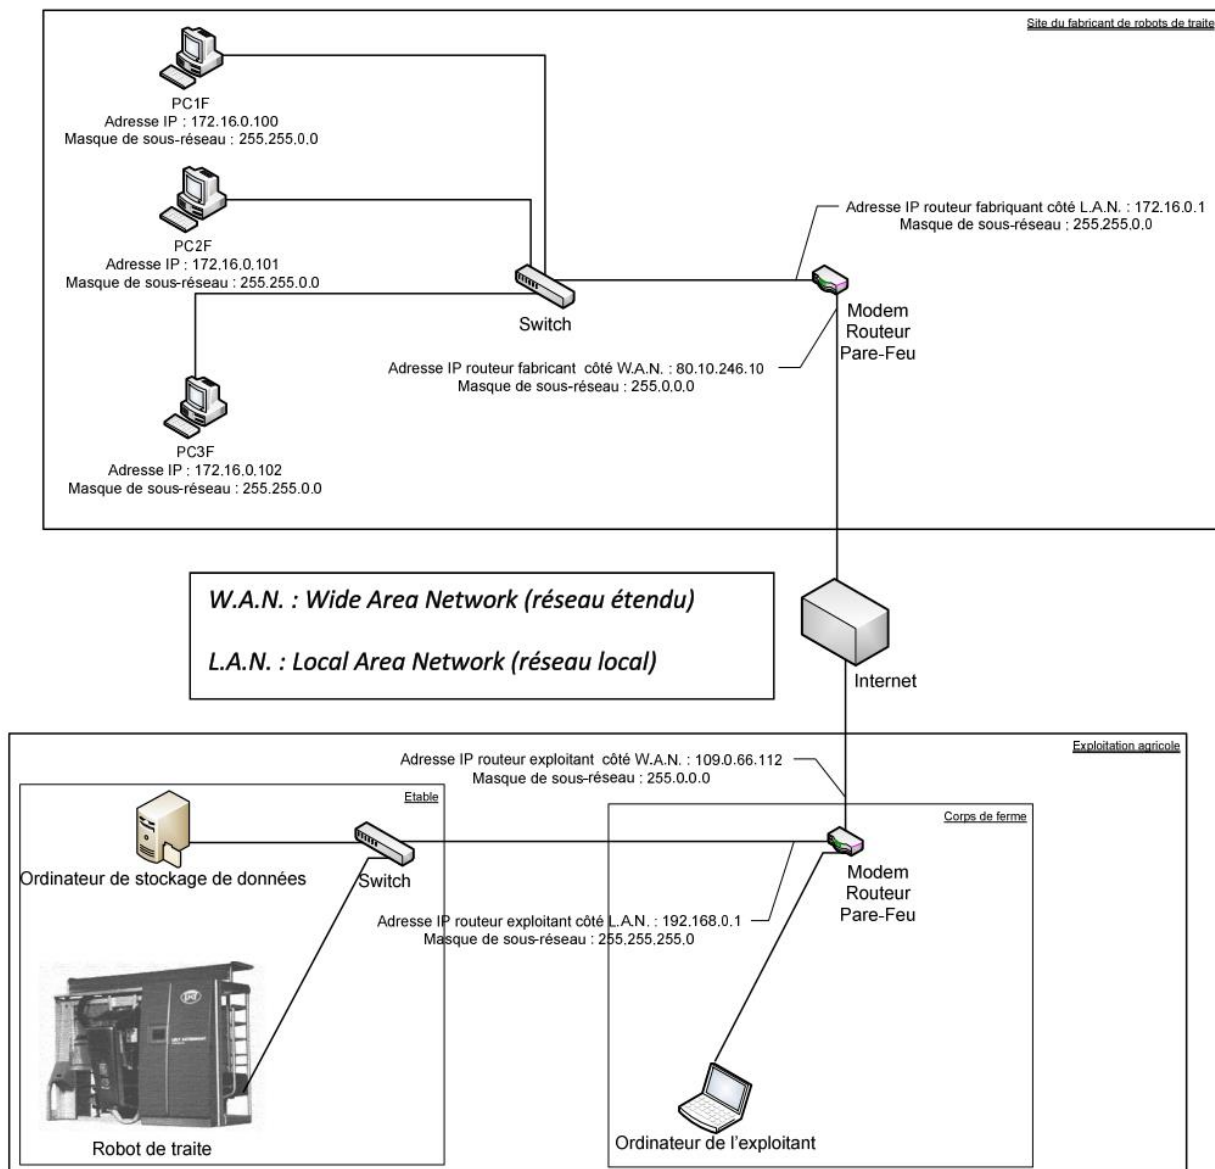 Site du fabricant de robots de traite
PC1F
Adresse IP : 172.16.0.100
Masque de sous-réseau : 255.255.0.0
PC2F
Adresse IP : 172.16.0.101
Masque de sous-réseau : 255.255.0.0
PC3F
Adresse IP : 172.16.0.102
Masque de sous-réseau : 255.255.0.0
Switch
Adresse IP routeur fabriquant côté L.A.N. : 172.16.0.1
Masque de sous-réseau : 255.255.0.0
Modem
Routeur
Pare-Feu
Adresse IP routeur fabricant côté W.A.N. : 80.10.246.10
Masque de sous-réseau : 255.0.0.0
W.A.N. : Wide Area Network (réseau étendu)
L.A.N. : Local Area Network (réseau local)
Internet
Exploitation agricole
Adresse IP routeur exploitant côté W.A.N. : 109.0.66.112
Masque de sous-réseau : 255.0.0.0
Etable
Corps de ferme
Ordinateur de stockage de données
Switch
Modem
Routeur
Pare-Feu
Adresse IP routeur exploitant côté L.A.N. : 192.168.0.1
Masque de sous-réseau : 255.255.255.0
Robot de traite
Ordinateur de l'exploitant